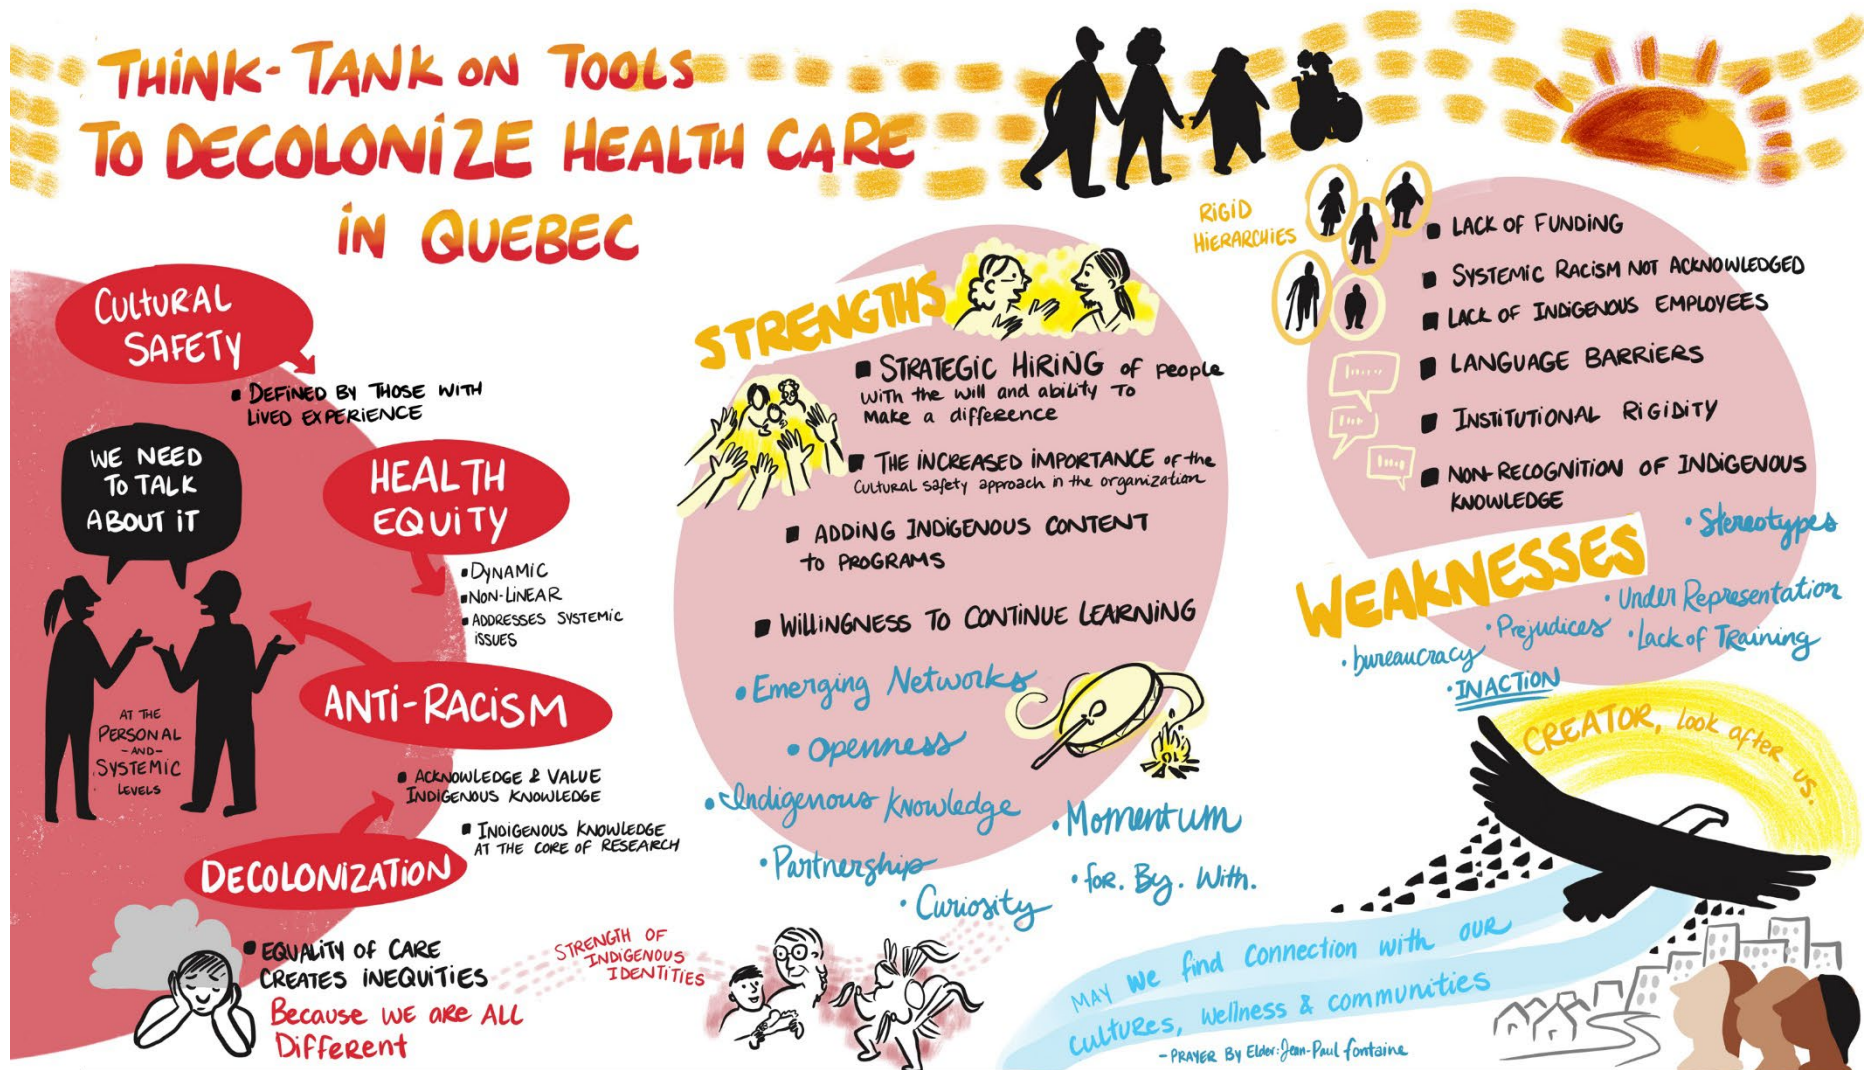 THINK-TANK ON TOOLS
TO DECOLONIZE HEALTH CARE
IN QUEBEC
CULTURAL
SAFETY
DEFINED BY THOSE WITH
LIVED EXPERIENCE
WE NEED
TO TALK
ABOUT IT
HEALTH
EQUITY
DYNAMIC
NON-LINEAR
ADDRESSES SYSTEMIC
ISSUES
ANTI-RACISM
AT THE
PERSONAL
-AND-
SYSTEMIC
LEVELS
ACKNOWLEDGE & VALUE
INDIGENOUS KNOWLEDGE
INDIGENOUS KNOWLEDGE
AT THE CORE OF RESEARCH
DECOLONIZATION
EQUALITY OF CARE
CREATES INEQUITIES
Because WE ARE ALL
Different
STRENGTH OF
INDIGENOUS
IDENTITIES
STRENGTHS
STRATEGIC HIRING of people
with the will and ability to
make a difference
THE INCREASED IMPORTANCE of the
Cultural safety approach in the organization
ADDING INDIGENOUS CONTENT
to PROGRAMS
WILLINGNESS TO CONTINUE LEARNING
• Emerging Networks
• Openness
• Indigenous Knowledge
• Momentum
• Partnership
• for. By. With.
• Curiosity
RIGID
HIERARCHIES
LACK OF FUNDING
SYSTEMIC RACISM NOT ACKNOWLEDGED
LACK OF INDIGENOUS EMPLOYEES
LANGUAGE BARRIERS
INSTITUTIONAL RIGIDITY
NON-RECOGNITION OF INDIGENOUS
KNOWLEDGE
WEAKNESSES
• Stereotypes
• Under Representation
• Prejudices
• Lack of Training
• bureaucracy
• INACTION
CREATOR, look after us.
MAY we find connection with our
cultures, wellness & communities
- PRAYER By Elder: Jean-Paul fontaine